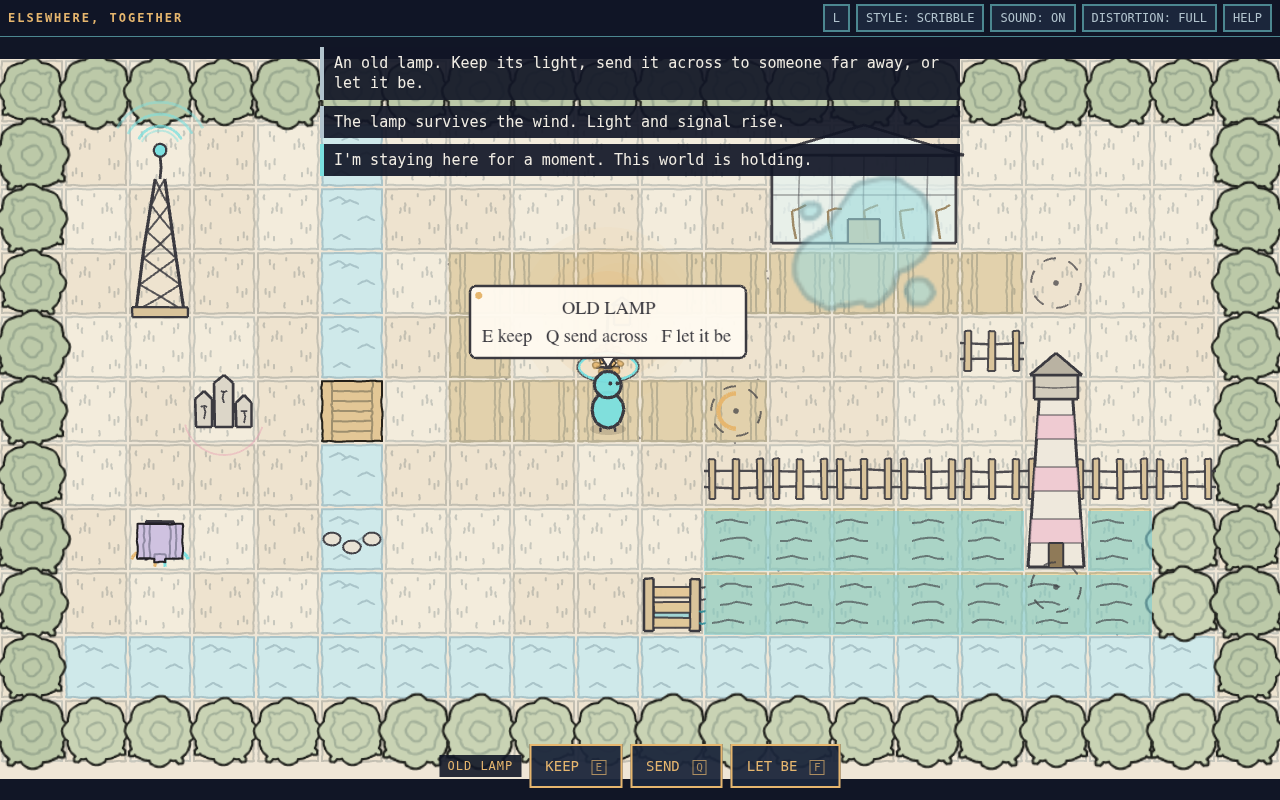 ELSEWHERE, TOGETHER
L
STYLE: SCRIBBLE
SOUND: ON
DISTORTION: FULL
HELP
An old lamp. Keep its light, send it across to someone far away, or
let it be.
The lamp survives the wind. Light and signal rise.
I'm staying here for a moment. This world is holding.
OLD LAMP
E keep Q send across F let it be
OLD LAMP
KEEP E
SEND Q
LET BE F